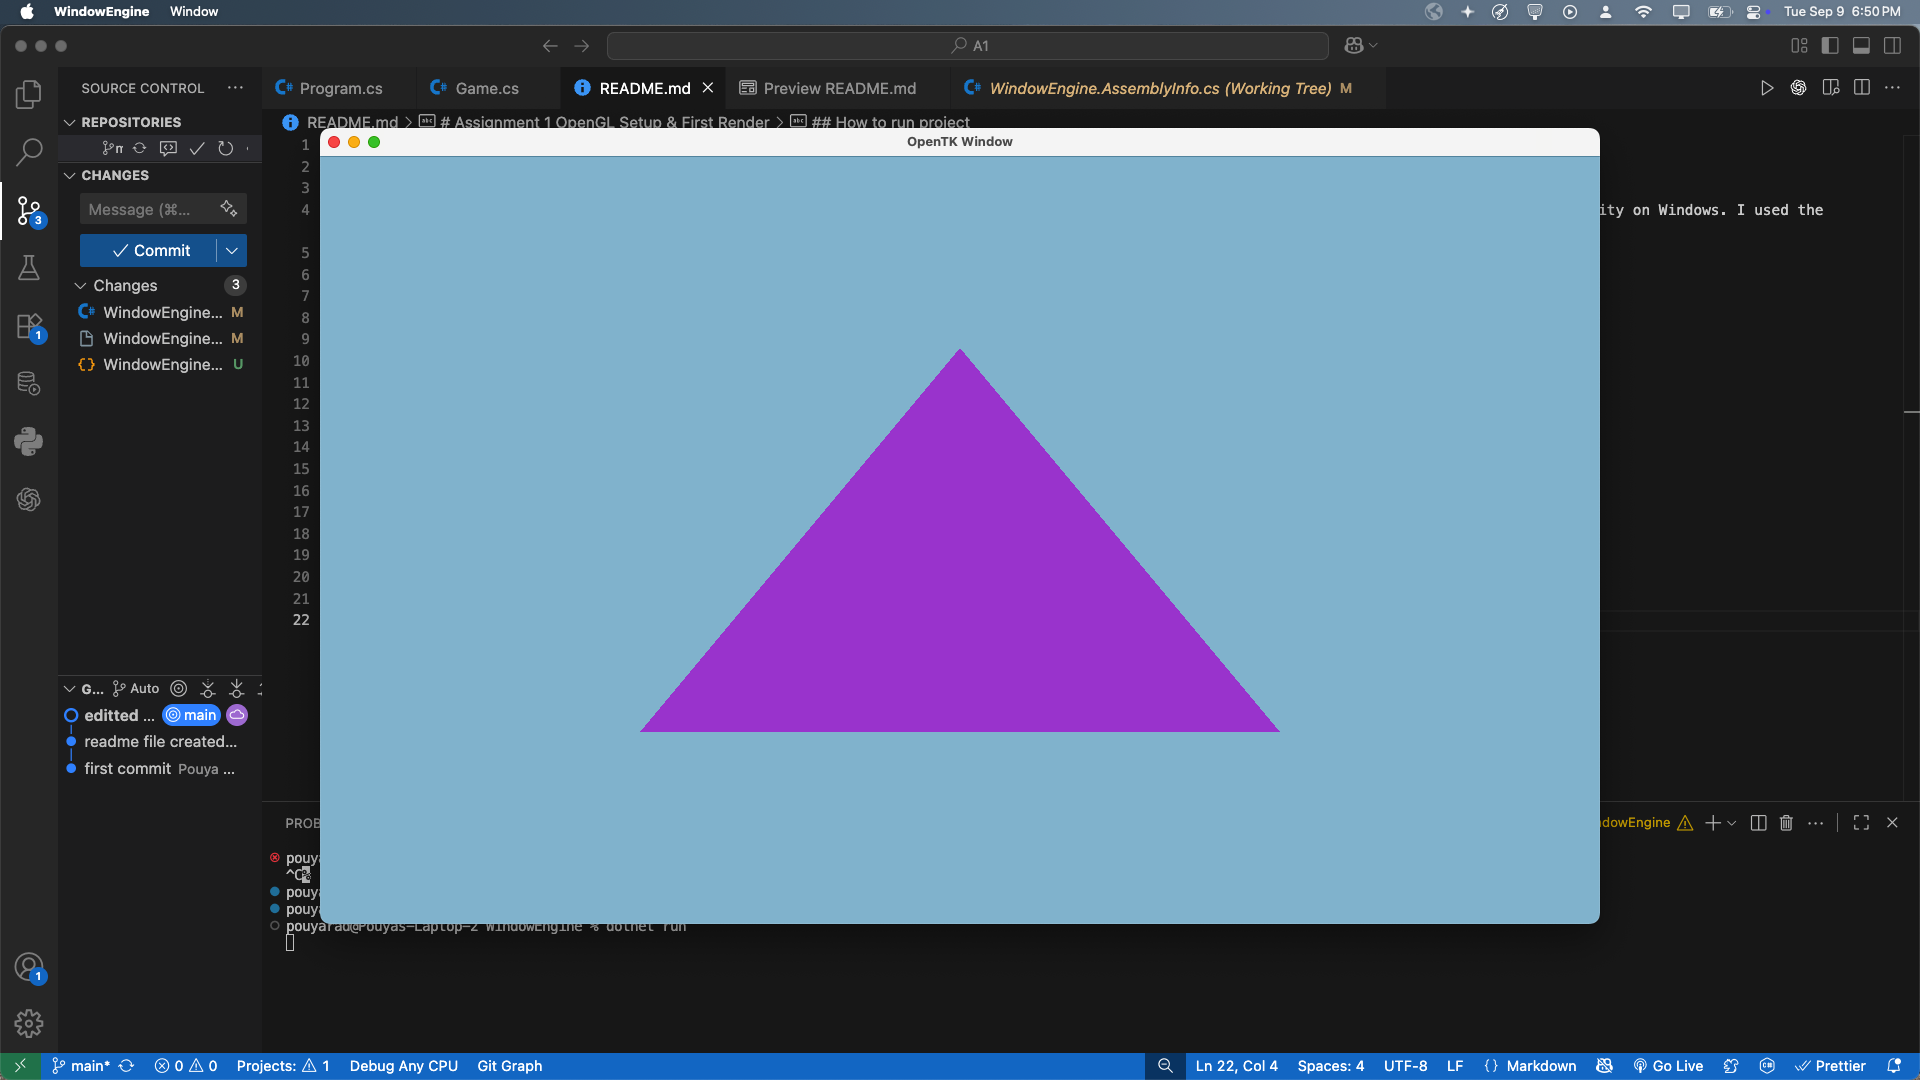 WindowEngine Window Tue Sep 9 6:50 PM
A1
SOURCE CONTROL
Program.cs Game.cs README.md Preview README.md WindowEngine.AssemblyInfo.cs (Working Tree) M
REPOSITORIES
README.md > # Assignment 1 OpenGL Setup & First Render > ## How to run project
OpenTK Window
CHANGES
Message (⌘...
Commit
Changes 3
WindowEngine... M
WindowEngine... M
WindowEngine... U
1
2
3
4 ity on Windows. I used the
5
6
7
8
9
10
11
12
13
14
15
16
17
18
19
20
21
22
3
1
G... Auto
editted ... main
readme file created...
first commit Pouya ...
PROB
dowEngine
pouya
^C
pouya
pouya
pouyarad@Pouyas-Laptop-2 WindowEngine % dotnet run
1
main* 0 0 Projects: 1 Debug Any CPU Git Graph Ln 22, Col 4 Spaces: 4 UTF-8 LF {} Markdown Go Live Prettier